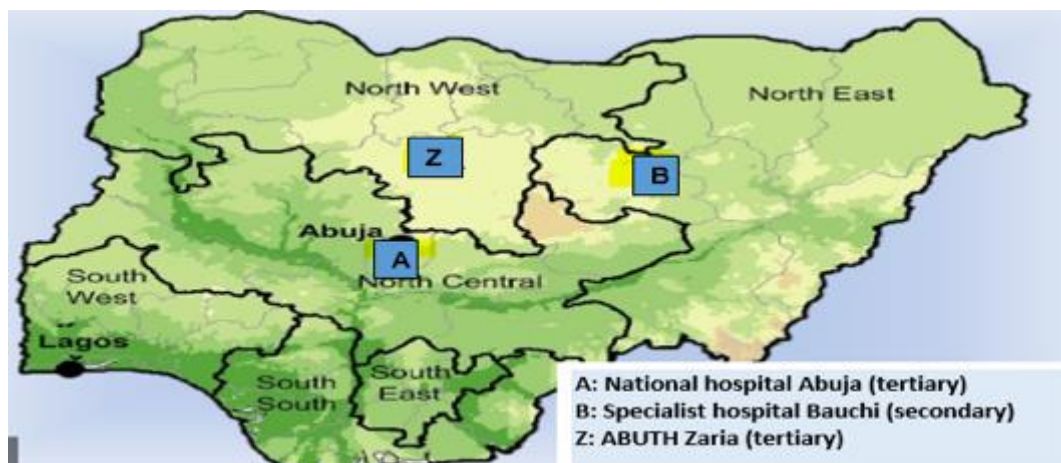 North West
North East
Z
B
Abuja
A
North Central
South
West
Lagos
South
South
South
East
A: National hospital Abuja (tertiary)
B: Specialist hospital Bauchi (secondary)
Z: ABUTH Zaria (tertiary)